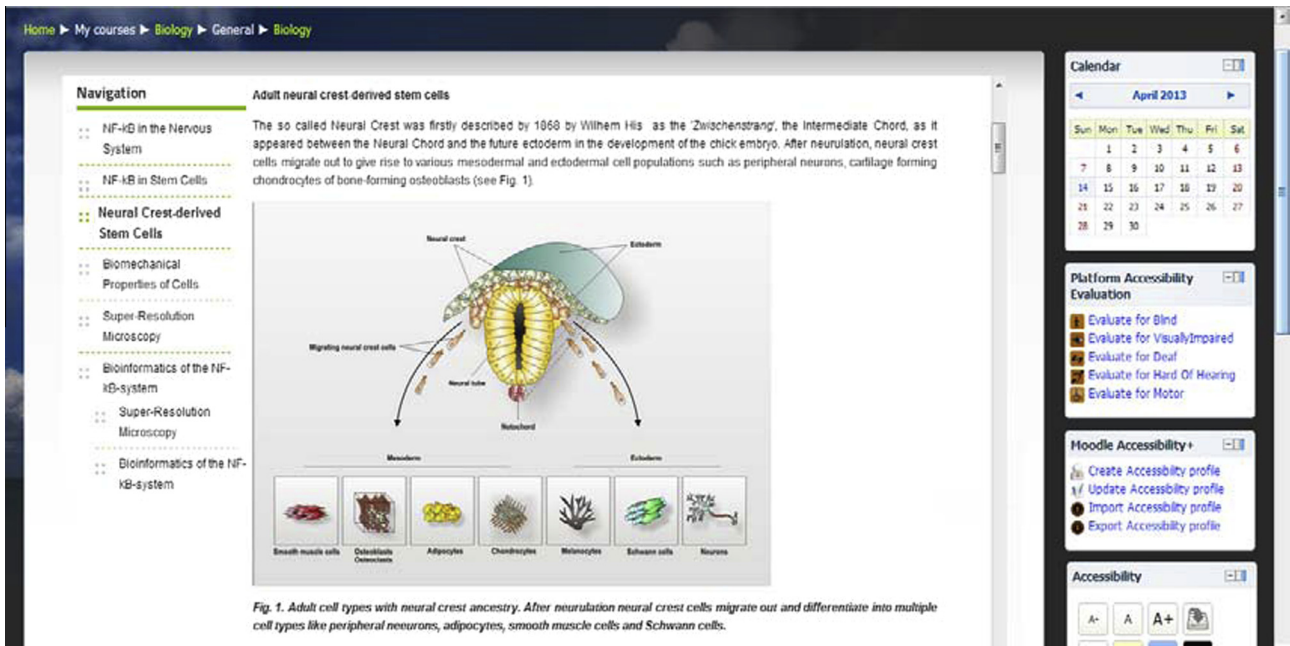 Home ► My courses ► Biology ► General ► Biology
Navigation
NF-kB in the Nervous
System
NF-kB in Stem Cells
Neural Crest-derived
Stem Cells
Biomechanical
Properties of Cells
Super-Resolution
Microscopy
Bioinformatics of the NF-
kB-system
Super-Resolution
Microscopy
Bioinformatics of the NF-
kB-system
Adult neural crest-derived stem cells
The so called Neural Crest was firstly described by 1868 by Wilhem His as the 'Zwischenstrang', the Intermediate Chord, as it
appeared between the Neural Chord and the future ectoderm in the development of the chick embryo. After neurulation, neural crest
cells migrate out to give rise to various mesodermal and ectodermal cell populations such as peripheral neurons, cartilage forming
chondrocytes of bone-forming osteoblasts (see Fig. 1).
Neural crest
Ectoderm
Migrating neural crest cells
Neural tube
Notochord
Mesoderm
Ectoderm
Smooth muscle cells
Osteoblasts
Osteoclasts
Adipocytes
Chondrocytes
Melanocytes
Schwann cells
Neurons
Fig. 1. Adult cell types with neural crest ancestry. After neurulation neural crest cells migrate out and differentiate into multiple
cell types like peripheral neeurons, adipocytes, smooth muscle cells and Schwann cells.
Calendar
◄ April 2013 ►
Sun Mon Tue Wed Thu Fri Sat
1 2 3 4 5 6
7 8 9 10 11 12 13
14 15 16 17 18 19 20
21 22 23 24 25 26 27
28 29 30
Platform Accessibility
Evaluation
Evaluate for Blind
Evaluate for VisuallyImpaired
Evaluate for Deaf
Evaluate for Hard Of Hearing
Evaluate for Motor
Moodle Accessibility+
Create Accessbility profile
Update Accessbility profile
Import Accessbility profile
Export Accessbility profile
Accessibility
A- A A+